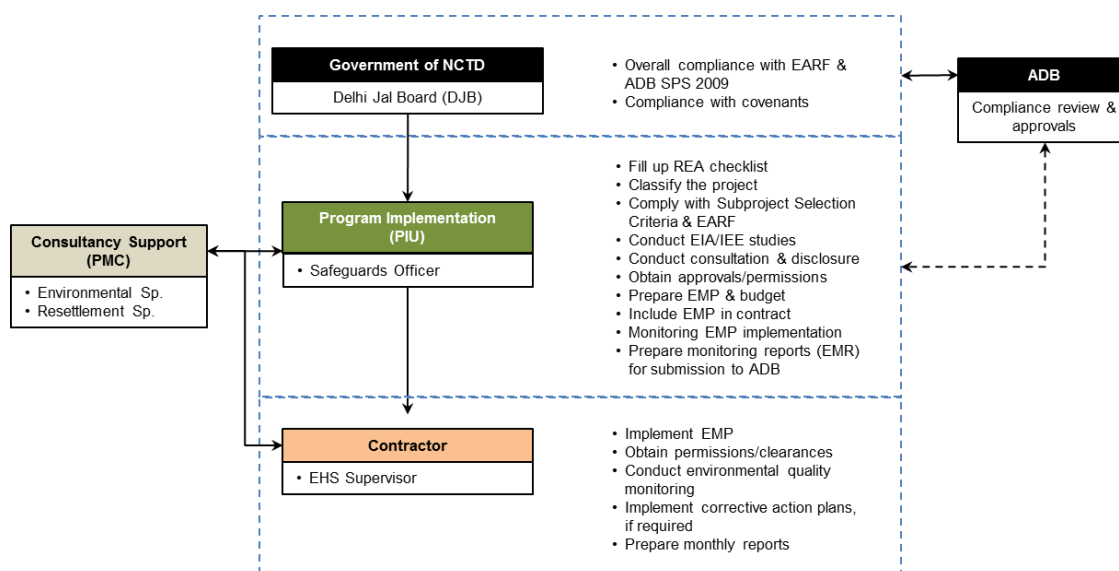 Government of NCTD
Delhi Jal Board (DJB)
• Overall compliance with EARF &
ADB SPS 2009
• Compliance with covenants
ADB
Compliance review &
approvals
Consultancy Support
(PMC)
• Environmental Sp.
• Resettlement Sp.
Program Implementation
(PIU)
• Safeguards Officer
• Fill up REA checklist
• Classify the project
• Comply with Subproject Selection
Criteria & EARF
• Conduct EIA/IEE studies
• Conduct consultation & disclosure
• Obtain approvals/permissions
• Prepare EMP & budget
• Include EMP in contract
• Monitoring EMP implementation
• Prepare monitoring reports (EMR)
for submission to ADB
Contractor
• EHS Supervisor
• Implement EMP
• Obtain permissions/clearances
• Conduct environmental quality
monitoring
• Implement corrective action plans,
if required
• Prepare monthly reports